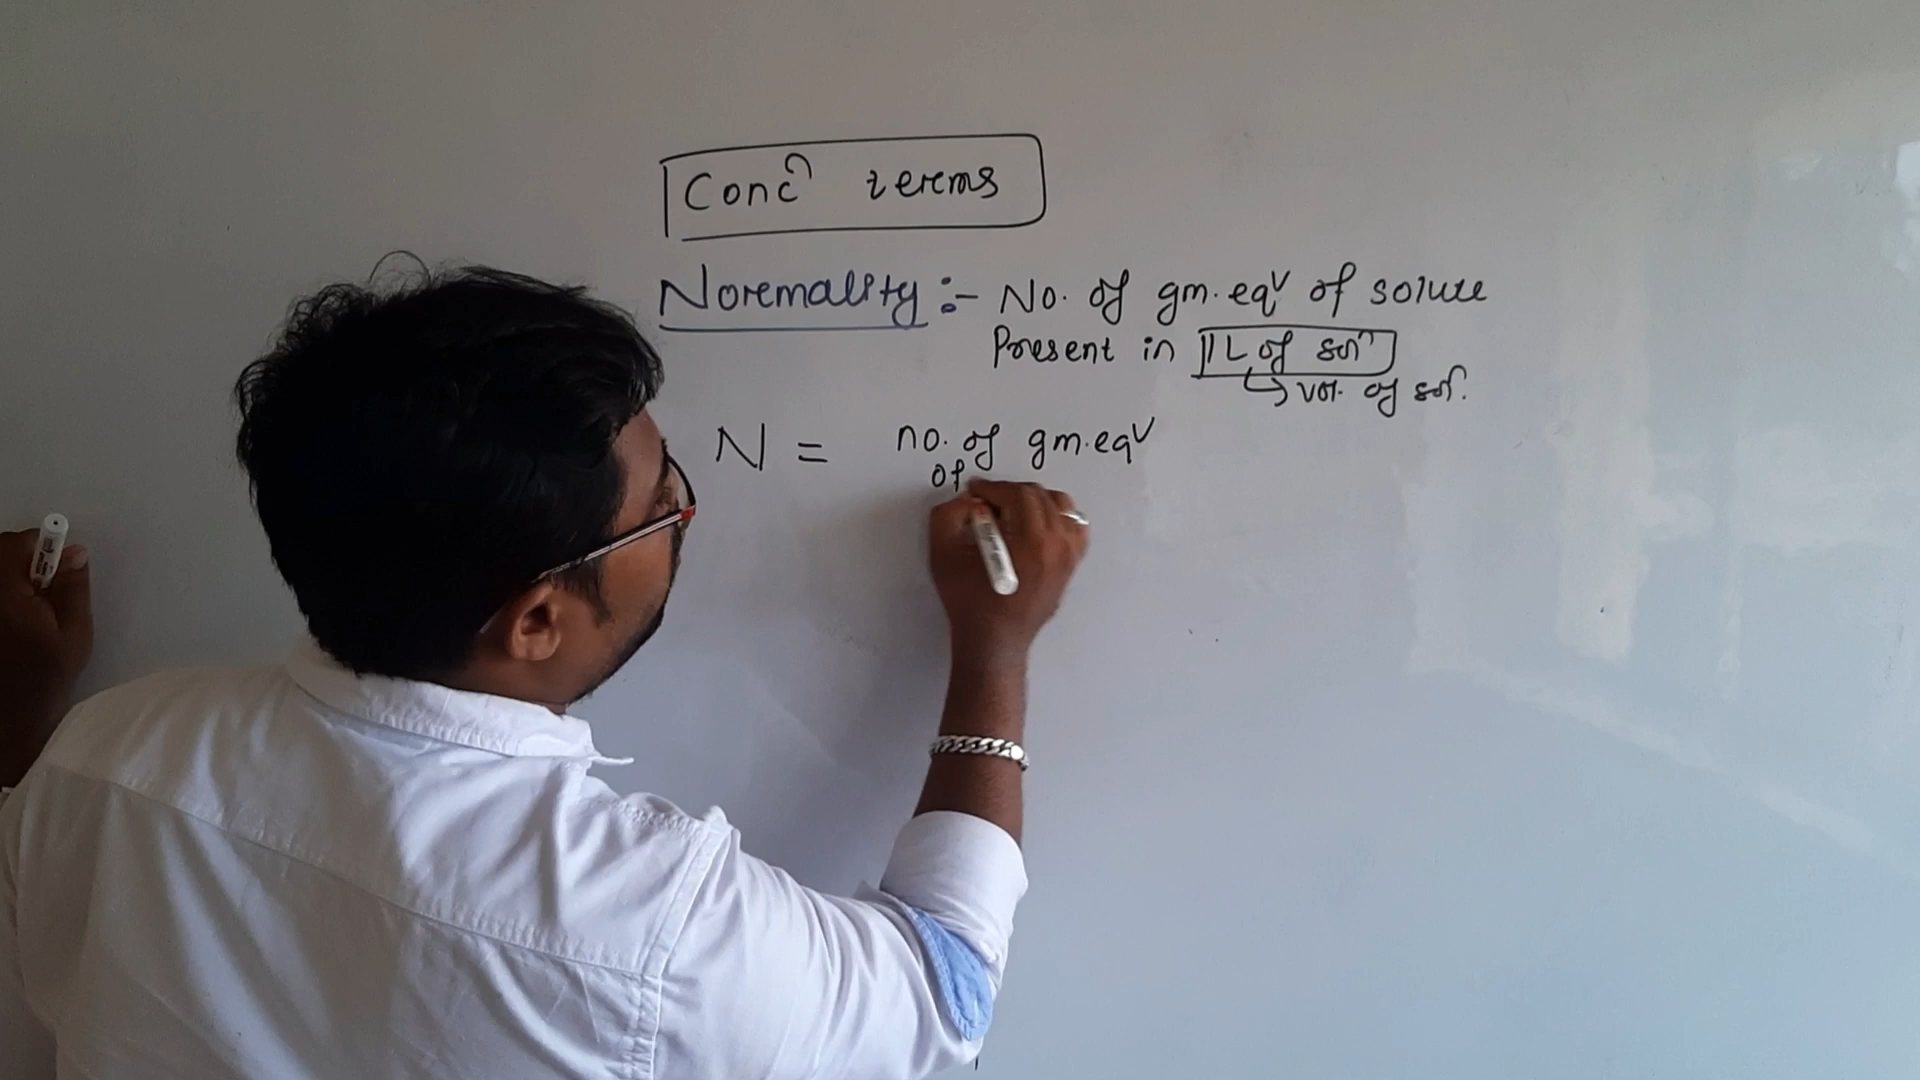 Concⁿ terms
Normality :- No. of gm.eqv of solute
Present in 1L of solⁿ
↳ vol. of solⁿ.
N = no. of gm.eqv
of